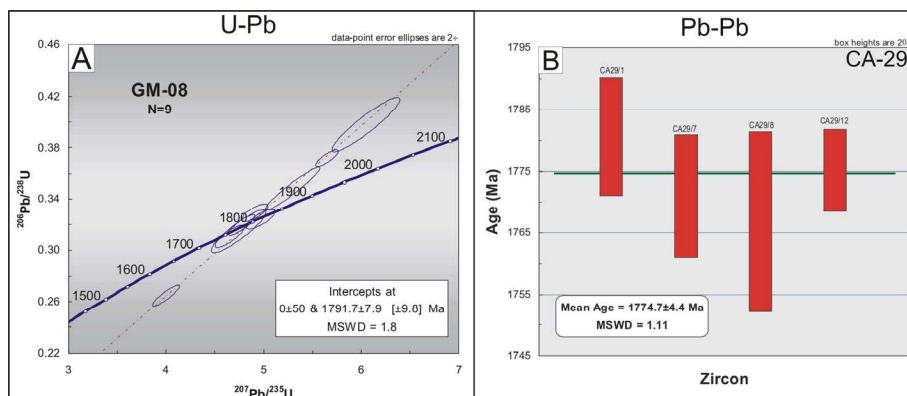 U-Pb
data-point error ellipses are 2÷
A
GM-08
N=9
0.46
0.42
0.38
0.34
0.30
0.26
0.22
206Pb/238U
1500
1600
1700
1800
1900
2000
2100
Intercepts at
0±50 & 1791.7±7.9 [±9.0] Ma
MSWD = 1.8
3
4
5
6
7
207Pb/235U
Pb-Pb
box heights are 2σ
B
CA-29
1795
1785
1775
1765
1755
1745
Age (Ma)
CA29/1
CA29/7
CA29/8
CA29/12
Mean Age = 1774.7±4.4 Ma
MSWD = 1.11
Zircon